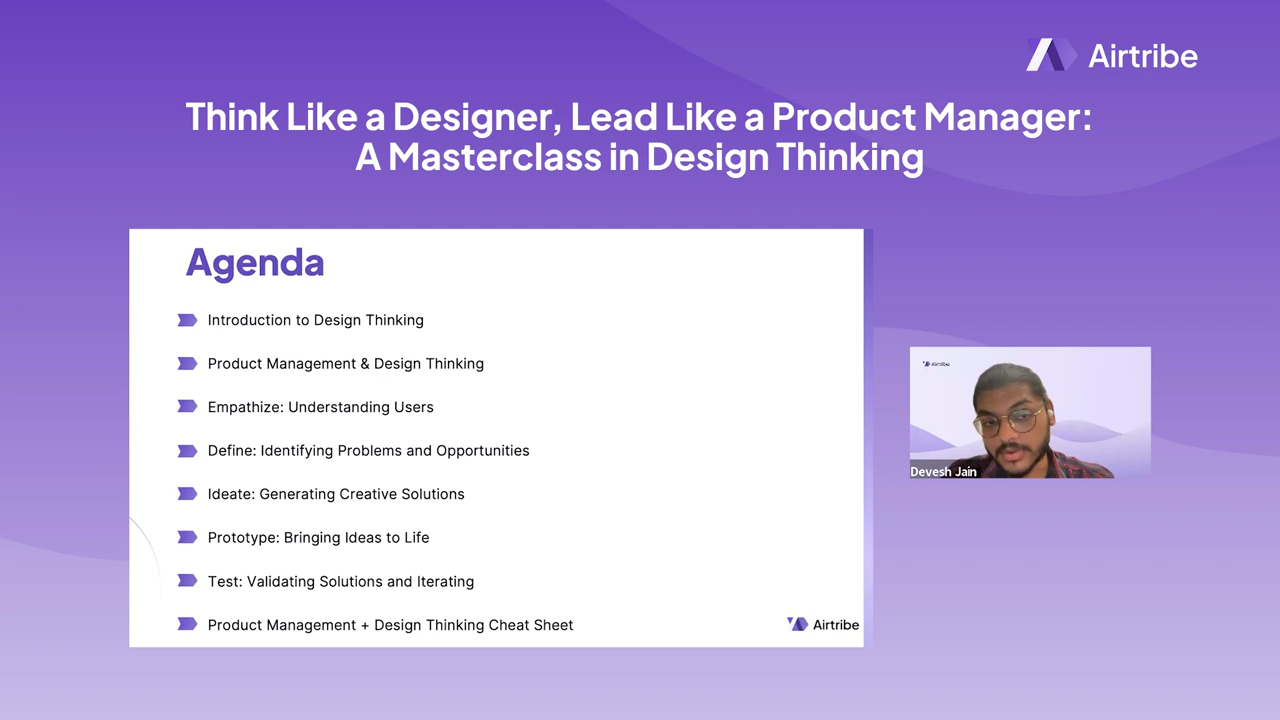 Airtribe
Think Like a Designer, Lead Like a Product Manager:
A Masterclass in Design Thinking
Agenda
Introduction to Design Thinking
Product Management & Design Thinking
Empathize: Understanding Users
Define: Identifying Problems and Opportunities
Ideate: Generating Creative Solutions
Prototype: Bringing Ideas to Life
Test: Validating Solutions and Iterating
Product Management + Design Thinking Cheat Sheet
Airtribe
Airtribe
Devesh Jain